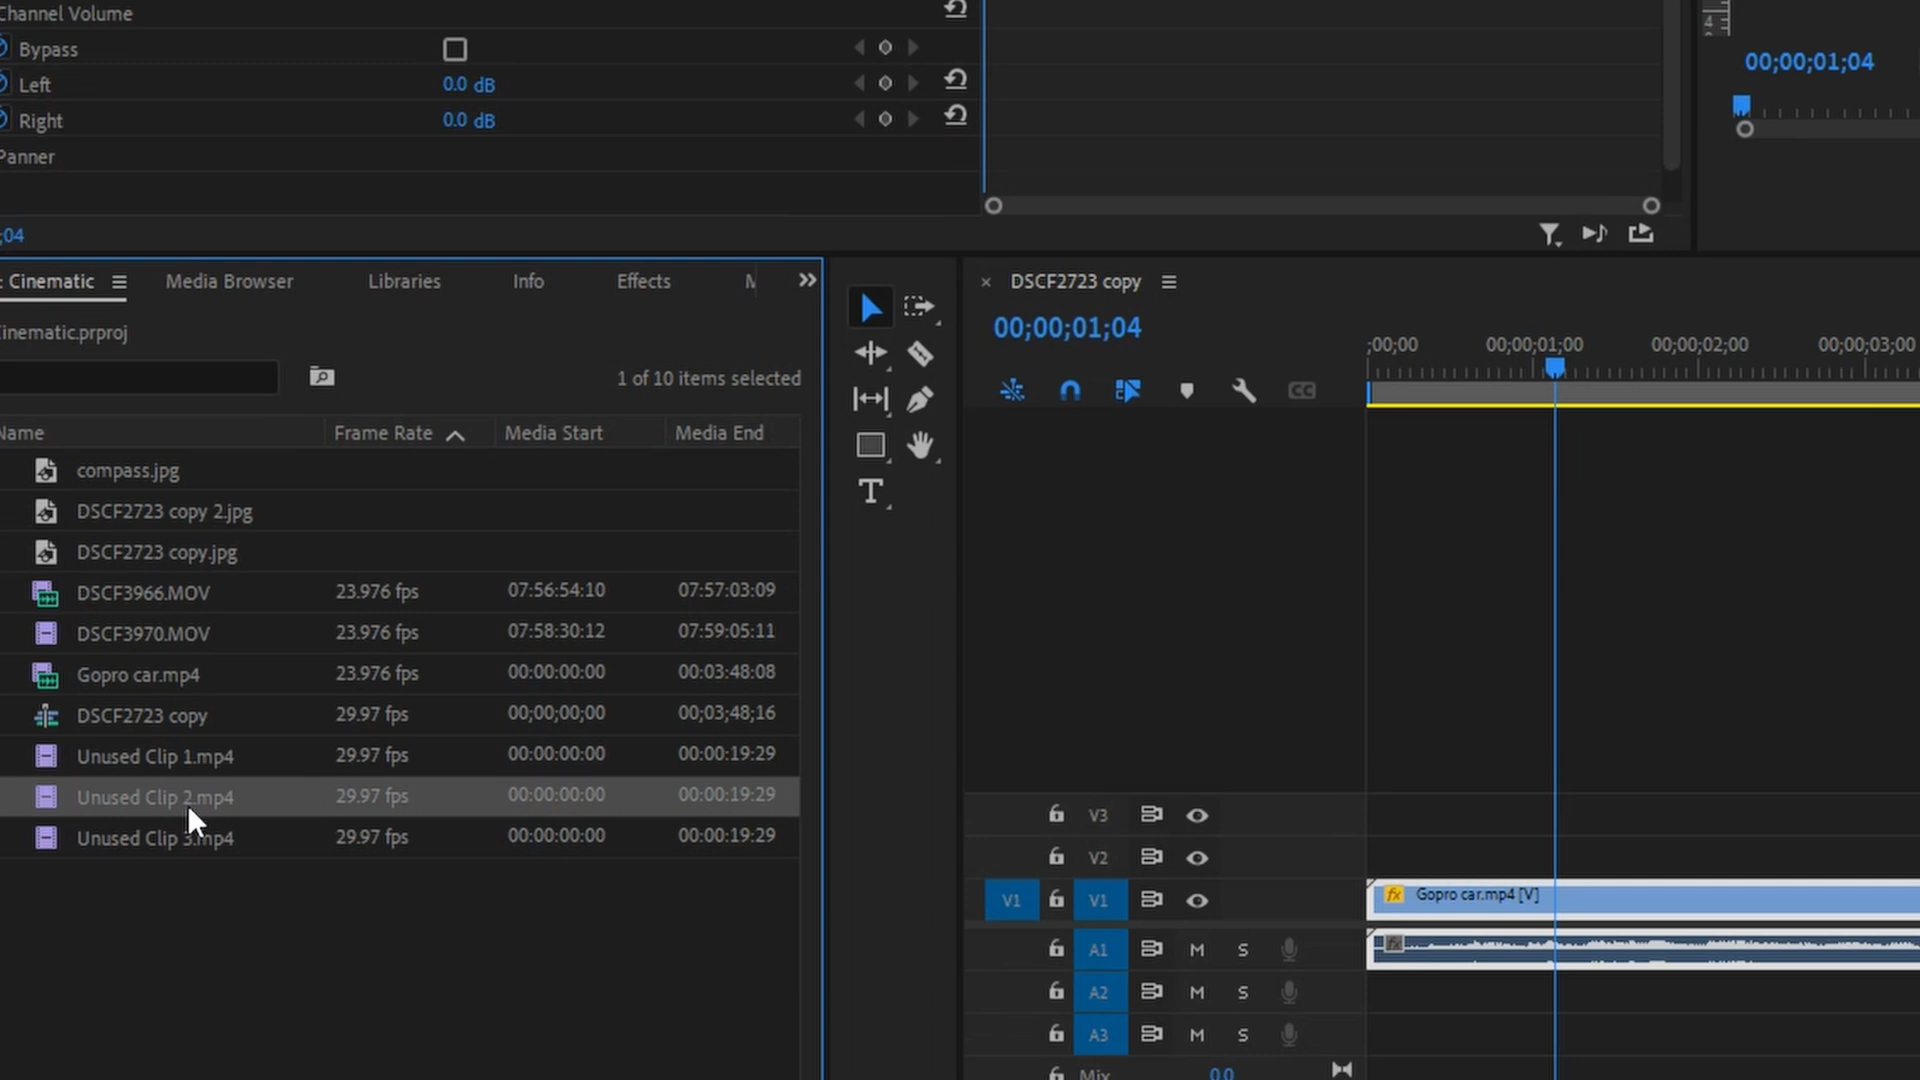 Channel Volume
Bypass
Left 0.0 dB
Right 0.0 dB
Panner
4
00;00;01;04
;04
: Cinematic
Media Browser
Libraries
Info
Effects
inematic.prproj
1 of 10 items selected
Name Frame Rate Media Start Media End
compass.jpg
DSCF2723 copy 2.jpg
DSCF2723 copy.jpg
DSCF3966.MOV 23.976 fps 07:56:54:10 07:57:03:09
DSCF3970.MOV 23.976 fps 07:58:30:12 07:59:05:11
Gopro car.mp4 23.976 fps 00:00:00:00 00:03:48:08
DSCF2723 copy 29.97 fps 00;00;00;00 00;03;48;16
Unused Clip 1.mp4 29.97 fps 00:00:00:00 00:00:19:29
Unused Clip 2.mp4 29.97 fps 00:00:00:00 00:00:19:29
Unused Clip 3.mp4 29.97 fps 00:00:00:00 00:00:19:29
T
DSCF2723 copy
00;00;01;04
;00;00 00;00;01;00 00;00;02;00 00;00;03;00
CC
V3
V2
V1 V1
fx Gopro car.mp4 [V]
A1 M S
fx
A2 M S
A3 M S
Mix 0.0